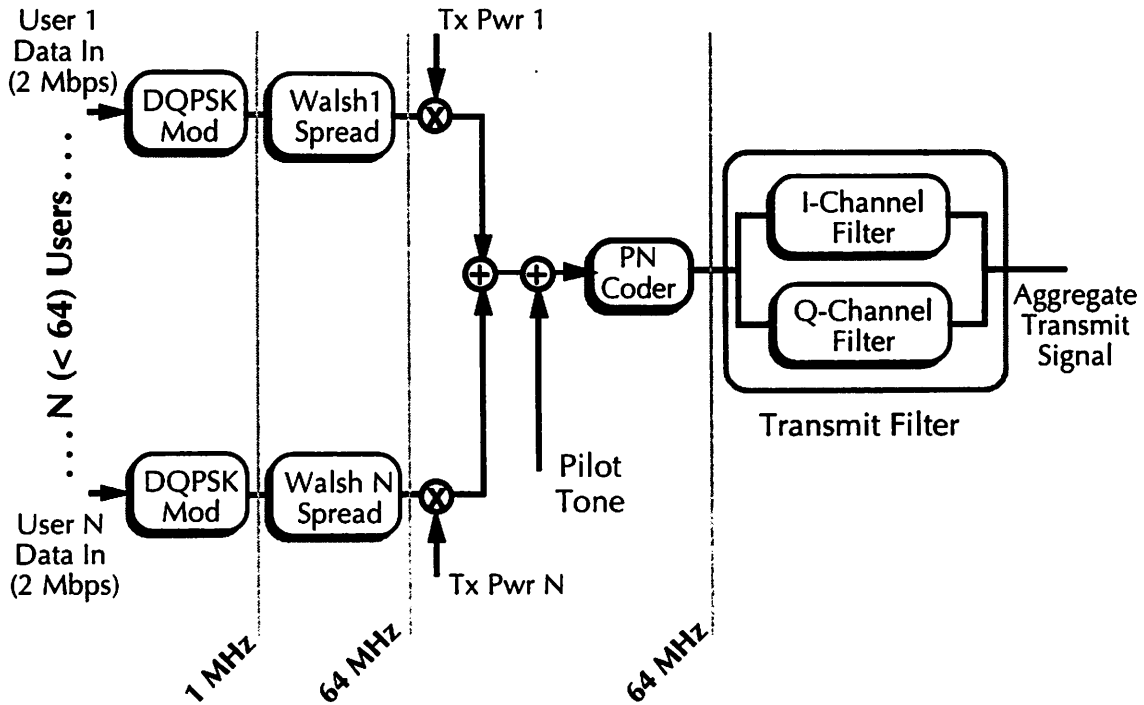 User 1
Data In
(2 Mbps)
DQPSK
Mod
Walsh1
Spread
Tx Pwr 1
X
. . . . N (< 64) Users . . . .
+
+
PN
Coder
I-Channel
Filter
Q-Channel
Filter
Aggregate
Transmit
Signal
Transmit Filter
Pilot
Tone
DQPSK
Mod
Walsh N
Spread
X
User N
Data In
(2 Mbps)
Tx Pwr N
1 MHz
64 MHz
64 MHz